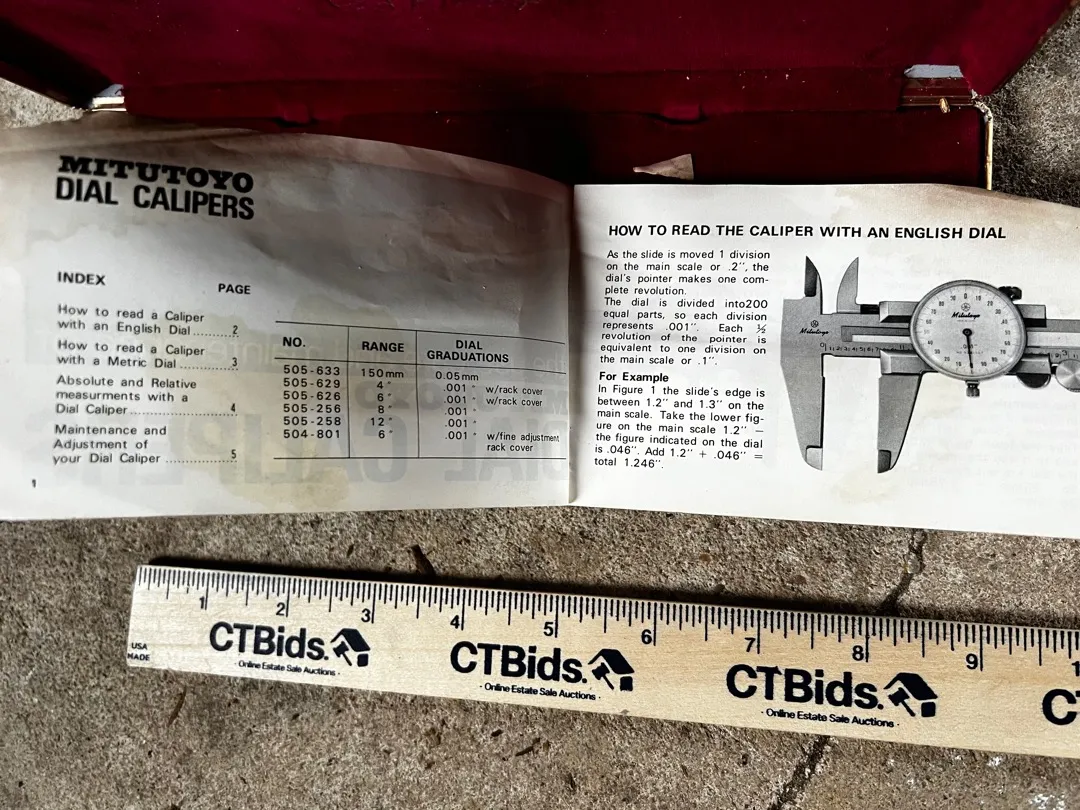 MITUTOYO
DIAL CALIPERS
INDEX
PAGE
How to read a Caliper
with an English Dial.......... 2
How to read a Caliper
with a Metric Dial............ 3
Absolute and Relative
measurments with a
Dial Caliper................... 4
Maintenance and
Adjustment of
your Dial Caliper .............. 5
NO. RANGE DIAL
GRADUATIONS
505-633 150mm 0.05mm
505-629 4" .001" w/rack cover
505-626 6" .001" w/rack cover
505-256 8" .001"
505-258 12" .001"
504-801 6" .001" w/fine adjustment
rack cover
HOW TO READ THE CALIPER WITH AN ENGLISH DIAL
As the slide is moved 1 division
on the main scale or .2", the
dial's pointer makes one com-
plete revolution.
The dial is divided into200
equal parts, so each division
represents .001". Each ½
revolution of the pointer is
equivalent to one division on
the main scale or .1".
For Example
In Figure 1 the slide's edge is
between 1.2" and 1.3" on the
main scale. Take the lower fig-
ure on the main scale 1.2" —
the figure indicated on the dial
is .046". Add 1.2" + .046" =
total 1.246".
Mitutoyo
Mitutoyo
1 2 3 4 5 6 7 8 9
USA
MADE
CTBids.
- Online Estate Sale Auctions -
CTBids.
- Online Estate Sale Auctions -
CTBids.
- Online Estate Sale Auctions -